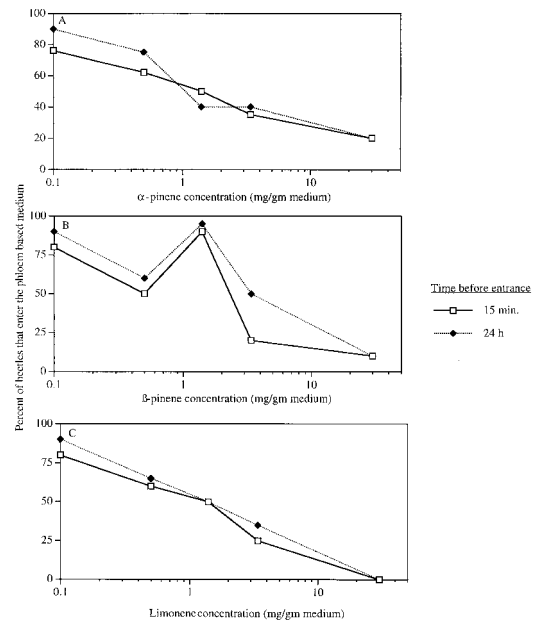 Percent of beetles that enter the phloem based medium
100
A
80
60
40
20
0
0.1 1 10
α-pinene concentration (mg/gm medium)
100
B
75
50
25
0
0.1 1 10
ß-pinene concentration (mg/gm medium)
Time before entrance
15 min.
24 h
100
C
75
50
25
0
0.1 1 10
Limonene concentration (mg/gm medium)